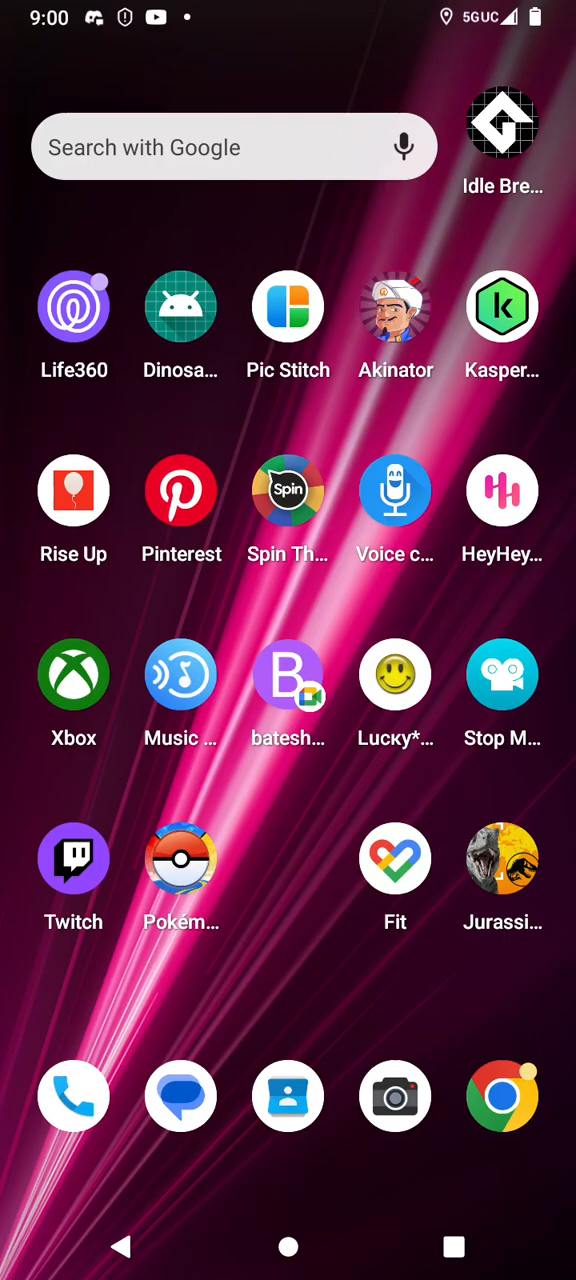 9:00
5GUC
Search with Google
Idle Bre...
Life360
Dinosa...
Pic Stitch
Akinator
Kasper...
Rise Up
Pinterest
Spin
Spin Th...
Voice c...
HeyHey...
Xbox
Music ...
B
batesh...
Lucкy*...
Stop M...
Twitch
Pokém...
Fit
Jurassi...